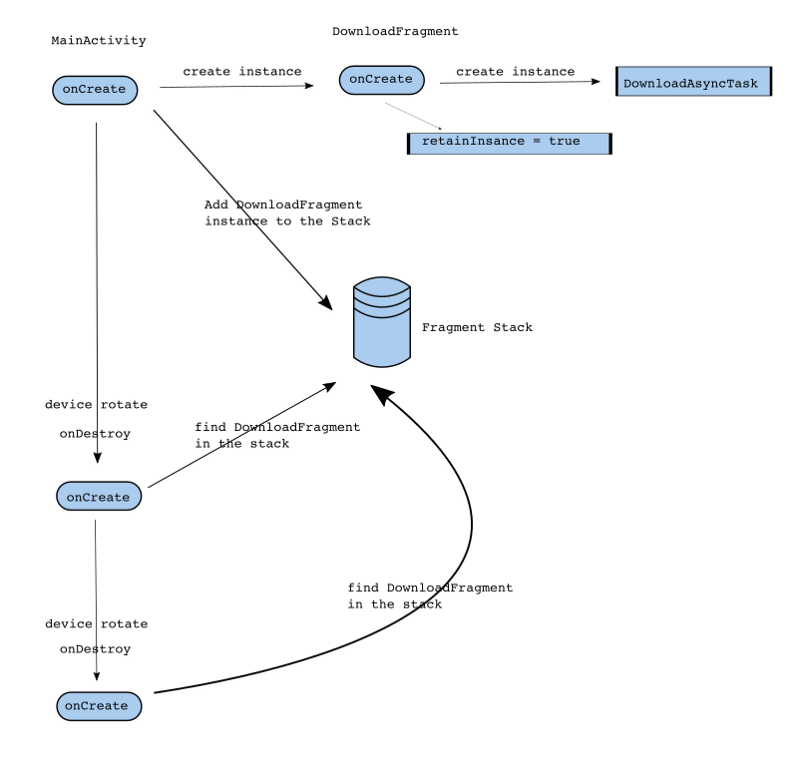 MainActivity
DownloadFragment
create instance
create instance
onCreate
onCreate
DownloadAsyncTask
retainInsance = true
Add DownloadFragment
instance to the Stack
Fragment Stack
device rotate
onDestroy
find DownloadFragment
in the stack
onCreate
find DownloadFragment
in the stack
device rotate
onDestroy
onCreate